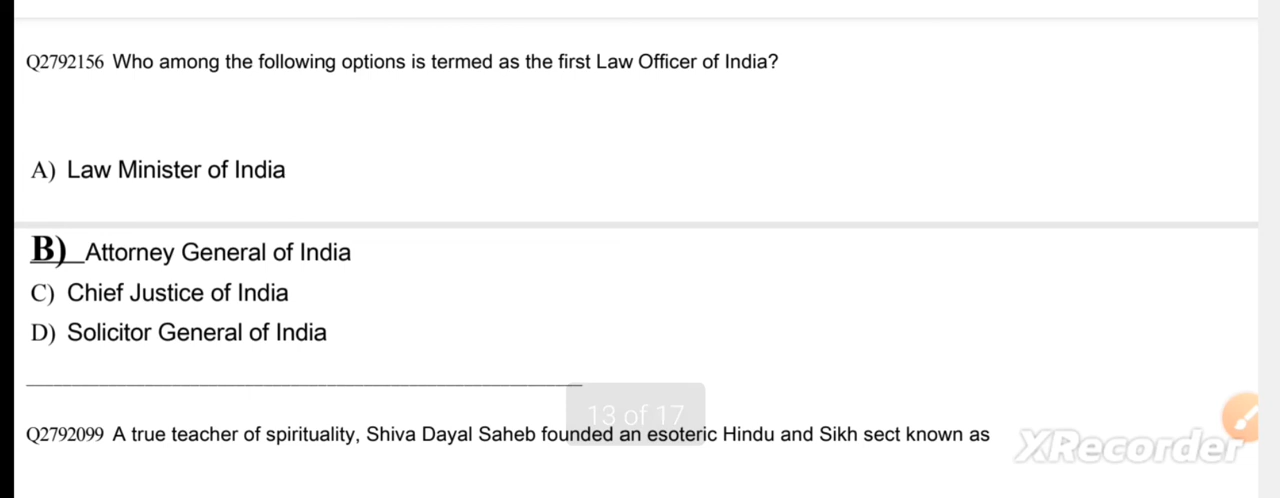 Q2792156 Who among the following options is termed as the first Law Officer of India?
A) Law Minister of India
B) Attorney General of India
C) Chief Justice of India
D) Solicitor General of India
13 of 17
Q2792099 A true teacher of spirituality, Shiva Dayal Saheb founded an esoteric Hindu and Sikh sect known as
XRecorder